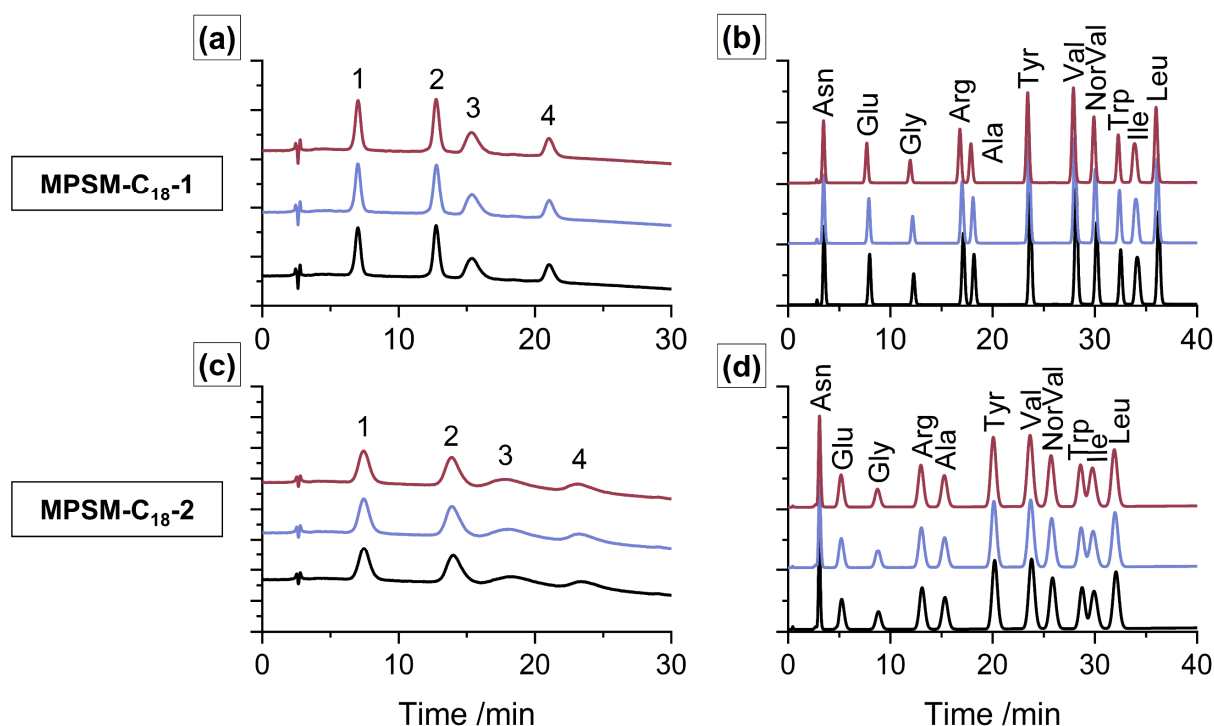 (a)
1
2
3
4
0
10
20
30
(b)
Asn
Glu
Gly
Arg
Ala
Tyr
Val
NorVal
Trp
Ile
Leu
0
10
20
30
40
MPSM-C₁₈-1
(c)
1
2
3
4
0
10
20
30
Time /min
(d)
Asn
Glu
Gly
Arg
Ala
Tyr
Val
NorVal
Trp
Ile
Leu
0
10
20
30
40
Time /min
MPSM-C₁₈-2